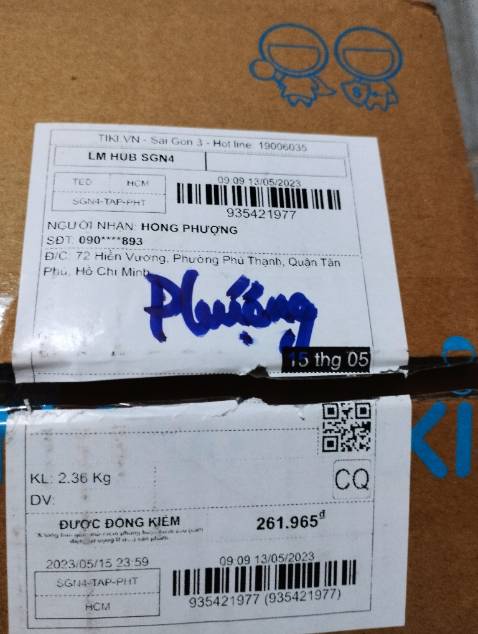 TIKI.VN - Sài Gòn 3 - Hot line: 19006035
LM HUB SGN4
TED HCM
SGN4-TAP-PHT
09:09 13/05/2023
935421977
NGƯỜI NHẬN: HỒNG PHƯỢNG
SĐT: 090****893
Đ/C: 72 Hiền Vương, Phường Phú Thạnh, Quận Tân
Phú, Hồ Chí Minh
Phượng
15 thg 05
KI
KL: 2.36 Kg
CQ
DV:
ĐƯỢC ĐỒNG KIỂM
261.965đ
2023/05/15 23:59
09:09 13/05/2023
SGN4-TAP-PHT
HCM
935421977 (935421977)